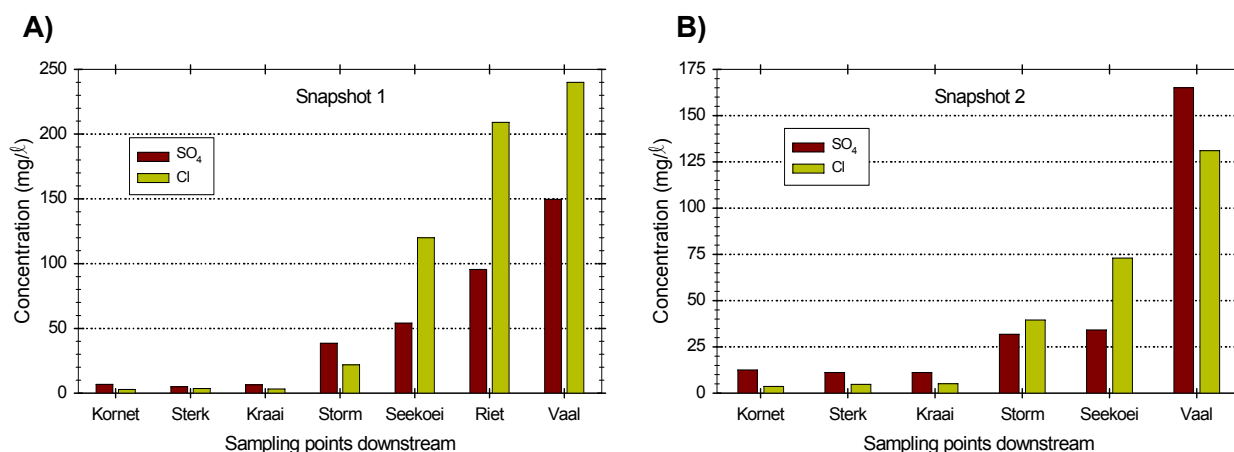 A)
Snapshot 1
SO₄
Cl
Concentration (mg/ℓ)
250
200
150
100
50
0
Kornet Sterk Kraai Storm Seekoei Riet Vaal
Sampling points downstream
B)
Snapshot 2
SO₄
Cl
Concentration (mg/ℓ)
175
150
125
100
75
50
25
0
Kornet Sterk Kraai Storm Seekoei Vaal
Sampling points downstream